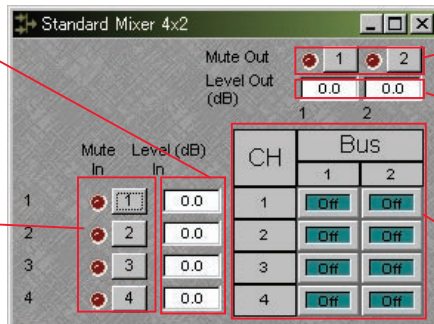 Standard Mixer 4x2
Mute Out 1 2
Level Out (dB) 0.0 0.0
1 2
Mute In Level (dB) In
CH Bus
1 2
1 1 0.0 1 Off Off
2 2 0.0 2 Off Off
3 3 0.0 3 Off Off
4 4 0.0 4 Off Off